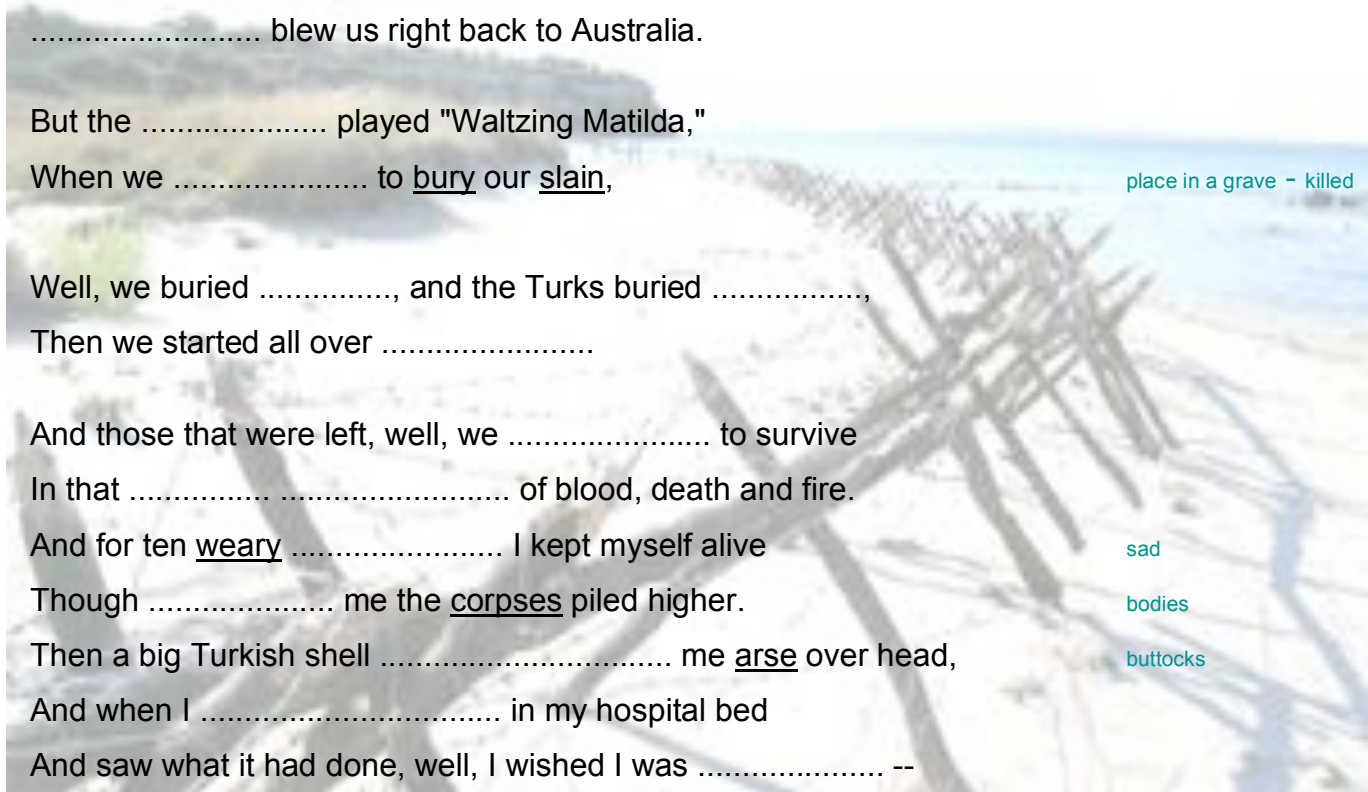 .......................... blew us right back to Australia.
But the ..................... played "Waltzing Matilda,"
When we ...................... to bury our slain, place in a grave - killed
Well, we buried ..............., and the Turks buried .................,
Then we started all over ........................
And those that were left, well, we ....................... to survive
In that ................ .......................... of blood, death and fire.
And for ten weary ........................ I kept myself alive sad
Though ..................... me the corpses piled higher. bodies
Then a big Turkish shell ................................. me arse over head, buttocks
And when I .................................. in my hospital bed
And saw what it had done, well, I wished I was ..................... --